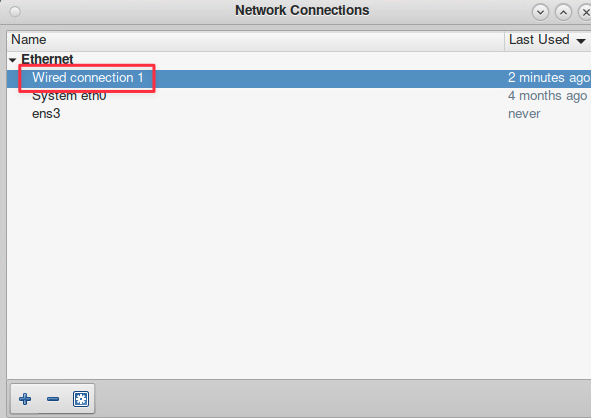 Network Connections
Name Last Used
Ethernet
Wired connection 1 2 minutes ago
System eth0 4 months ago
ens3 never